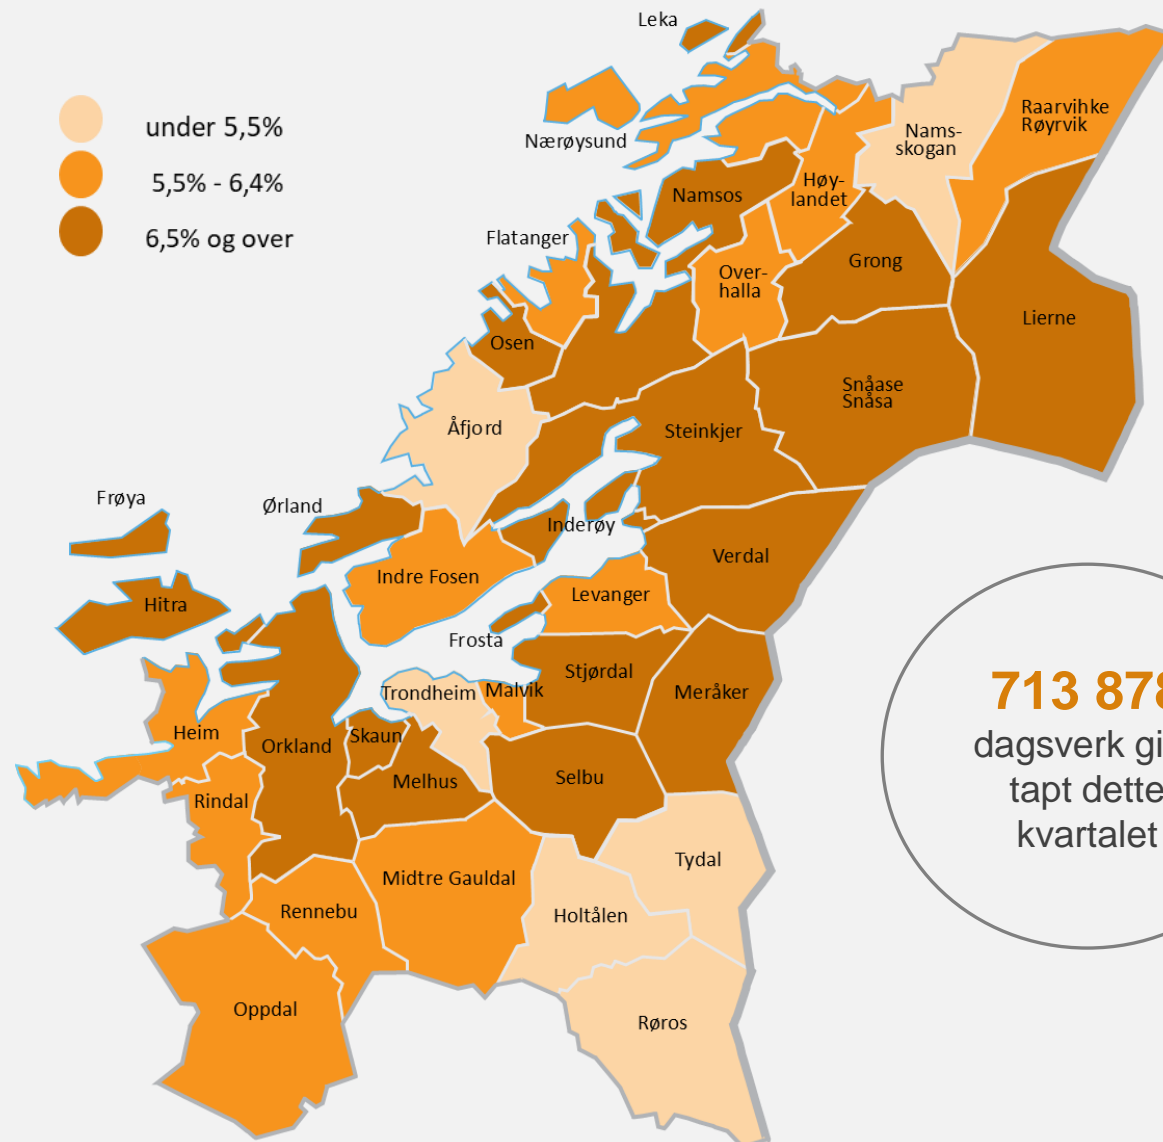 under 5,5%
5,5% - 6,4%
6,5% og over
Leka
Nærøysund
Nams-
skogan
Raarvihke
Røyrvik
Namsos
Høy-
landet
Flatanger
Over-
halla
Grong
Lierne
Osen
Snåase
Snåsa
Åfjord
Steinkjer
Frøya
Ørland
Inderøy
Verdal
Hitra
Indre Fosen
Levanger
Frosta
Stjørdal
Trondheim
Malvik
Meråker
Heim
Orkland
Skaun
Melhus
Selbu
Rindal
Tydal
Midtre Gauldal
Rennebu
Holtålen
Oppdal
Røros
713 878
dagsverk gi
tapt dette
kvartalet